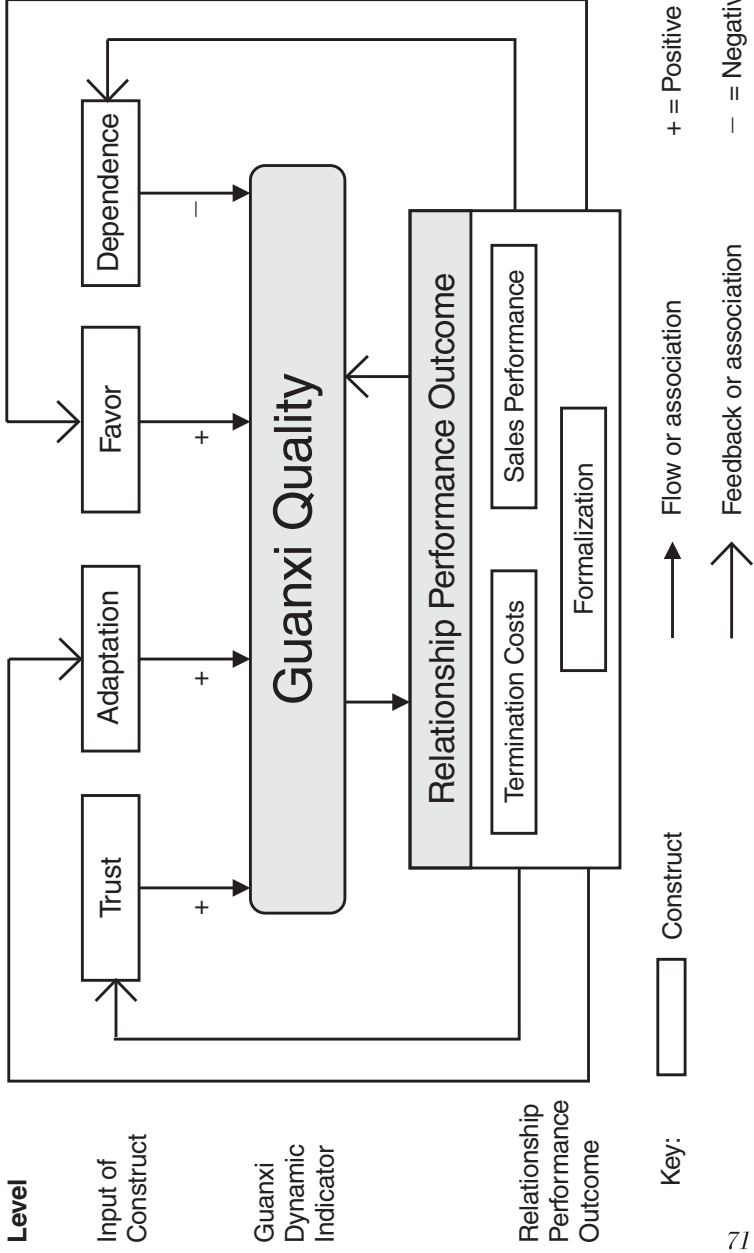 Level
Input of
Construct
Trust
Adaptation
Favor
Dependence
+
+
+
–
Guanxi
Dynamic
Indicator
Guanxi Quality
Relationship
Performance
Outcome
Relationship Performance Outcome
Termination Costs
Sales Performance
Formalization
Key:
Construct
Flow or association
+ = Positive
Feedback or association
– = Negativ
71